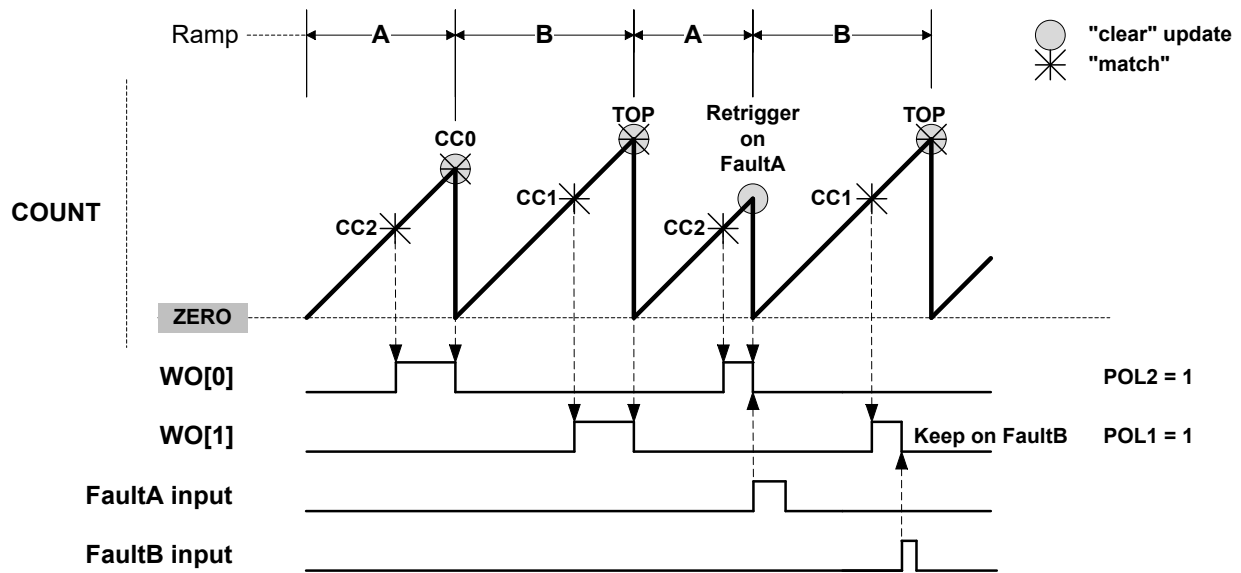 Ramp A B A B
"clear" update
"match"
TOP Retrigger TOP
CC0 on
FaultA
CC1 CC1
COUNT
CC2 CC2
ZERO
WO[0] POL2 = 1
WO[1] Keep on FaultB POL1 = 1
FaultA input
FaultB input